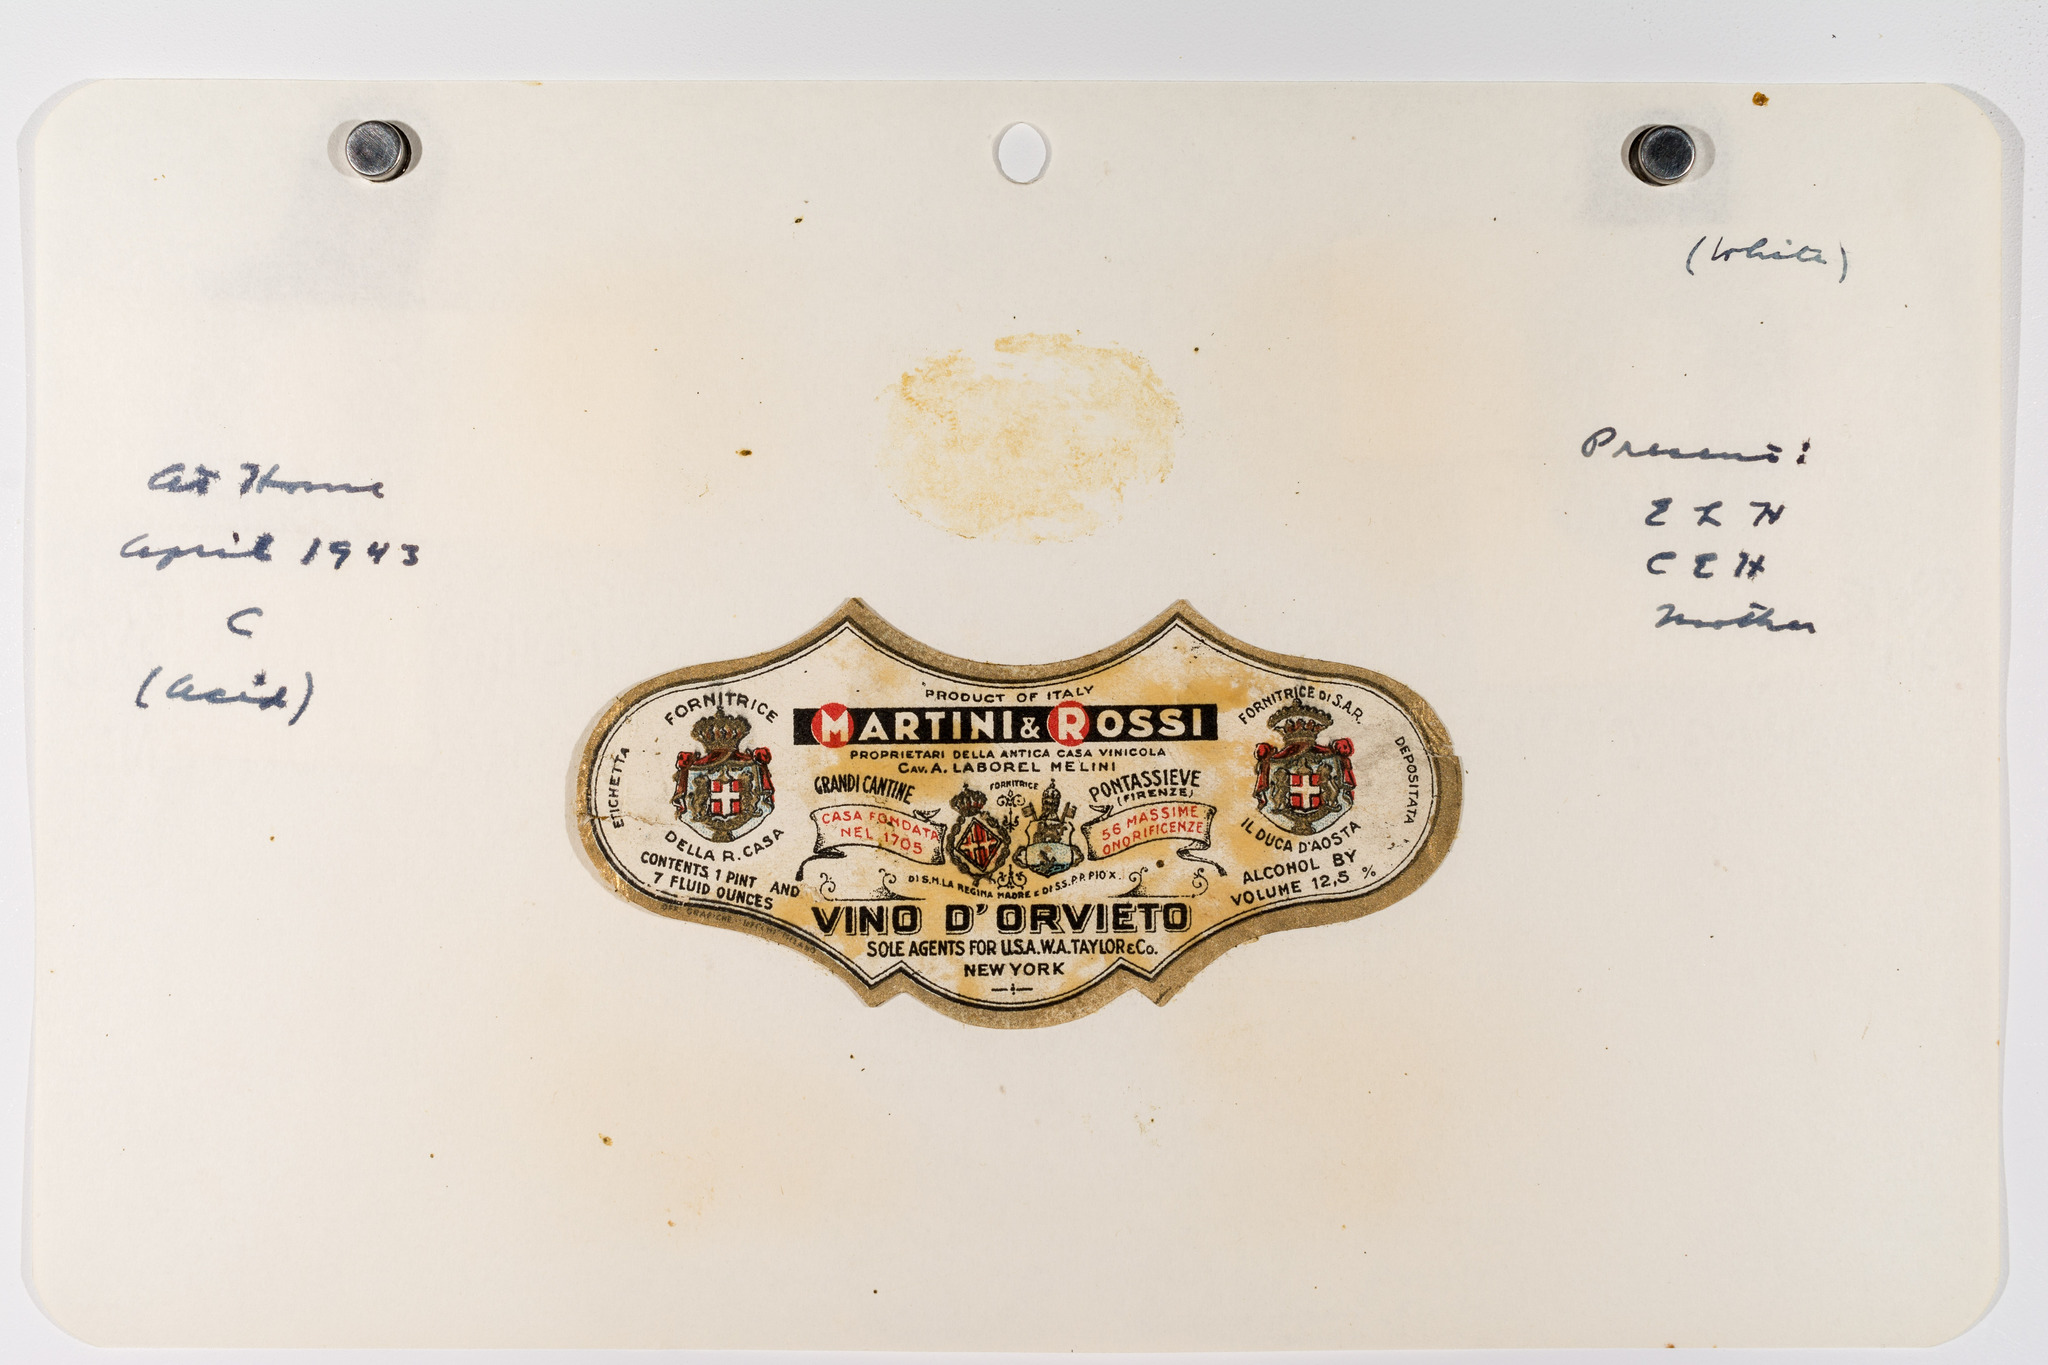 (White)
At Home
April 1943
C
(Acid)
Present:
E L H
C E H
Mother
PRODUCT OF ITALY
MARTINI & ROSSI
PROPRIETARI DELLA ANTICA CASA VINICOLA
CAV. A. LABOREL MELINI
GRANDI CANTINE
PONTASSIEVE
(FIRENZE)
CASA FONDATA
NEL 1705
FORNITRICE
56 MASSIME
ONORIFICENZE
DI S.M. LA REGINA MADRE E DI S.S. P.P. PIO X.
VINO D'ORVIETO
SOLE AGENTS FOR U.S.A. W.A. TAYLOR & Co.
NEW YORK
ETICHETTA
FORNITRICE
DELLA R. CASA
CONTENTS 1 PINT AND
7 FLUID OUNCES
FORNITRICE DI S.A.R.
IL DUCA D'AOSTA
DEPOSITATA
ALCOHOL BY
VOLUME 12,5 %